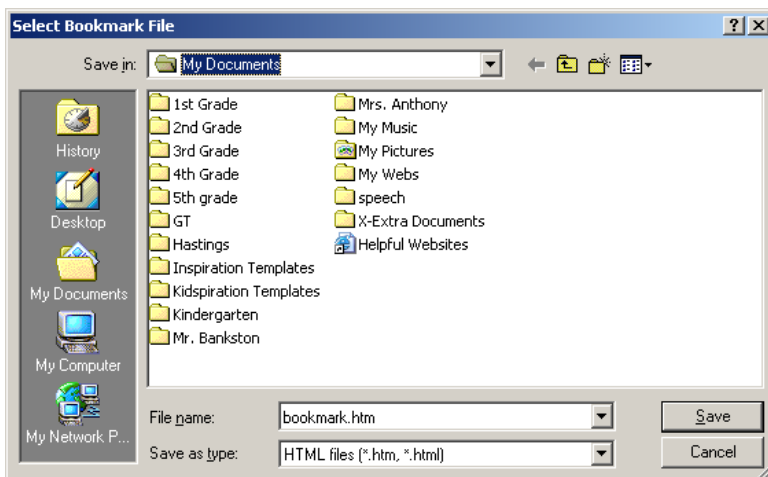 Select Bookmark File
Save in: My Documents
History
Desktop
My Documents
My Computer
My Network P...
1st Grade
2nd Grade
3rd Grade
4th Grade
5th grade
GT
Hastings
Inspiration Templates
Kidspiration Templates
Kindergarten
Mr. Bankston
Mrs. Anthony
My Music
My Pictures
My Webs
speech
X-Extra Documents
Helpful Websites
File name: bookmark.htm Save
Save as type: HTML files (*.htm, *.html) Cancel